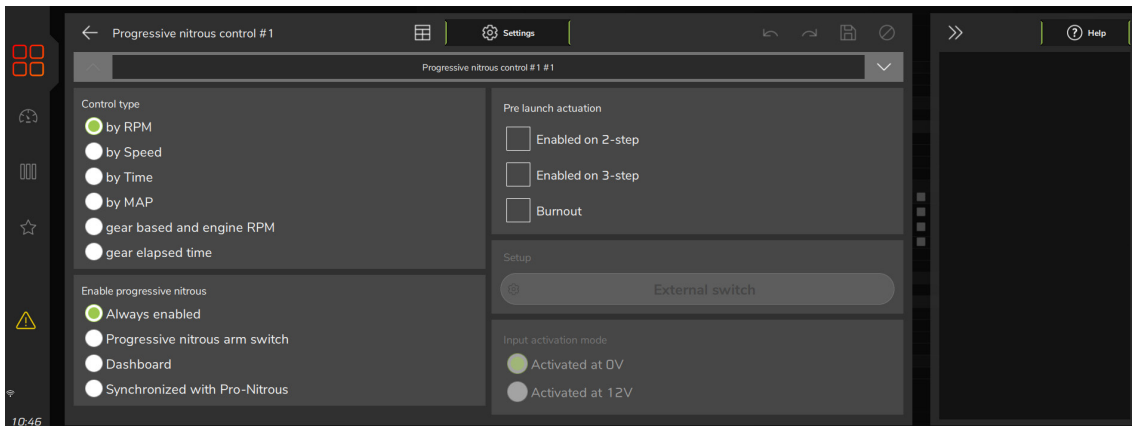 Progressive nitrous control #1
Settings
Help
Progressive nitrous control #1 #1
Control type
by RPM
by Speed
by Time
by MAP
gear based and engine RPM
gear elapsed time
Enable progressive nitrous
Always enabled
Progressive nitrous arm switch
Dashboard
Synchronized with Pro-Nitrous
Pre launch actuation
Enabled on 2-step
Enabled on 3-step
Burnout
Setup
External switch
Input activation mode
Activated at 0V
Activated at 12V
10:46